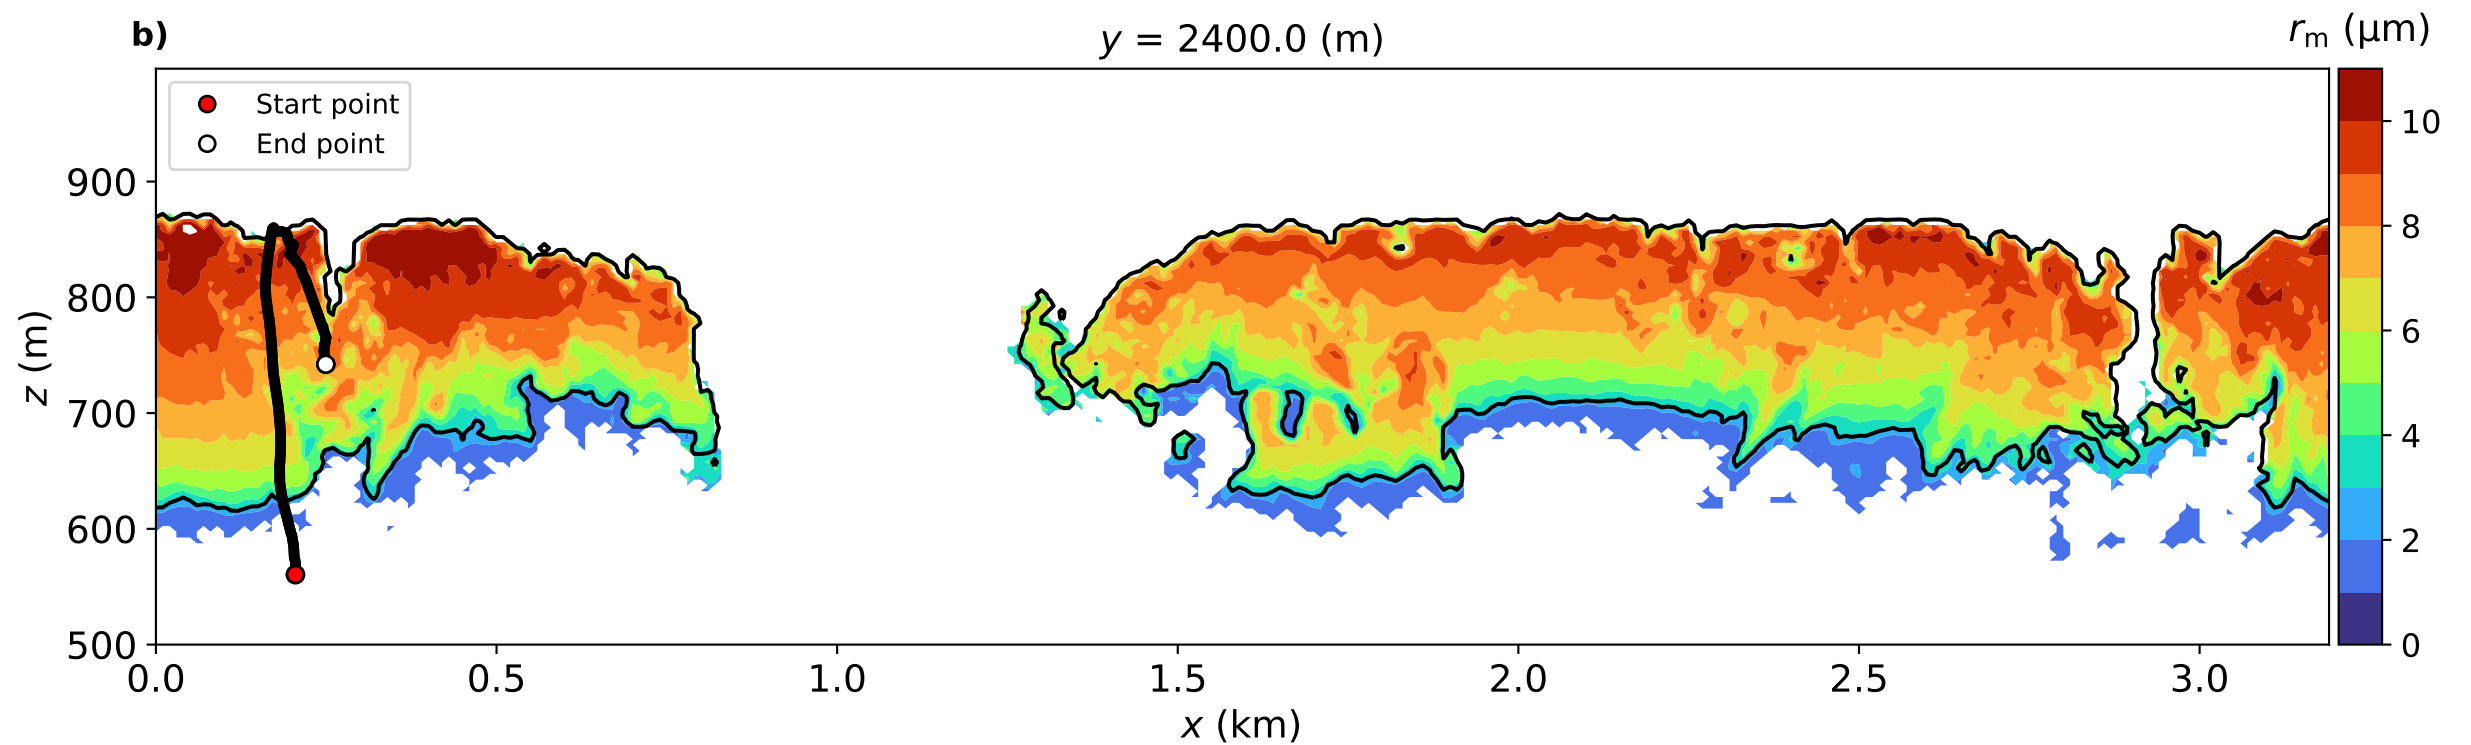 b)
y = 2400.0 (m)
r_m (μm)
Start point
End point
900
800
700
600
500
z (m)
0.0 0.5 1.0 1.5 2.0 2.5 3.0
x (km)
10
8
6
4
2
0